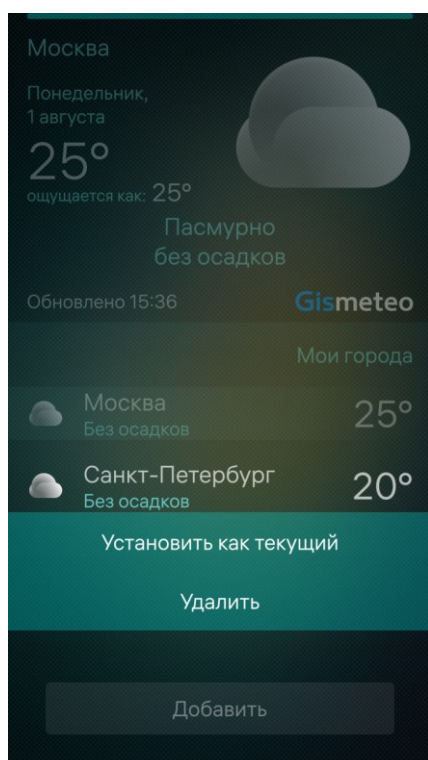 Москва
Понедельник,
1 августа
25°
ощущается как: 25°
Пасмурно
без осадков
Обновлено 15:36
Gismeteo
Мои города
Москва
25°
Без осадков
Санкт-Петербург
20°
Без осадков
Установить как текущий
Удалить
Добавить